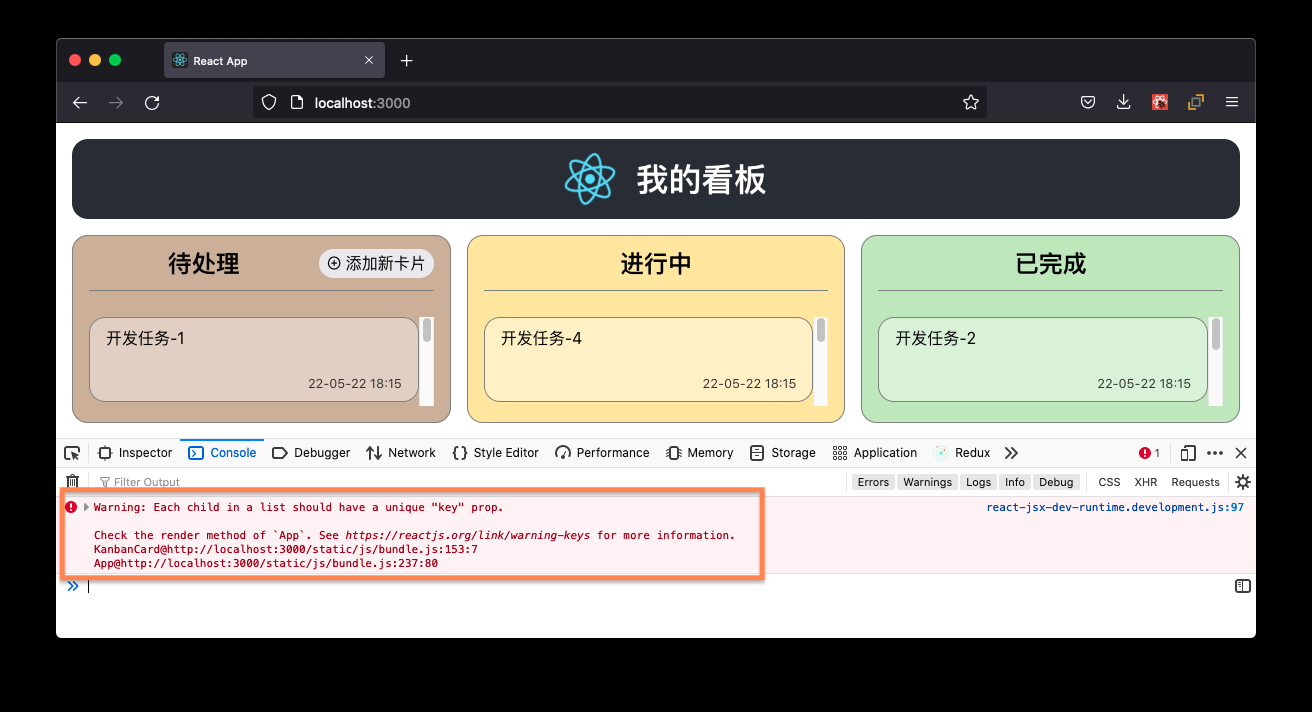 React App
localhost:3000
我的看板
待处理
添加新卡片
进行中
已完成
开发任务-1
22-05-22 18:15
开发任务-4
22-05-22 18:15
开发任务-2
22-05-22 18:15
Inspector Console Debugger Network Style Editor Performance Memory Storage Application Redux 1
Filter Output Errors Warnings Logs Info Debug CSS XHR Requests
Warning: Each child in a list should have a unique "key" prop. react-jsx-dev-runtime.development.js:97
Check the render method of `App`. See https://reactjs.org/link/warning-keys for more information.
KanbanCard@http://localhost:3000/static/js/bundle.js:153:7
App@http://localhost:3000/static/js/bundle.js:237:80